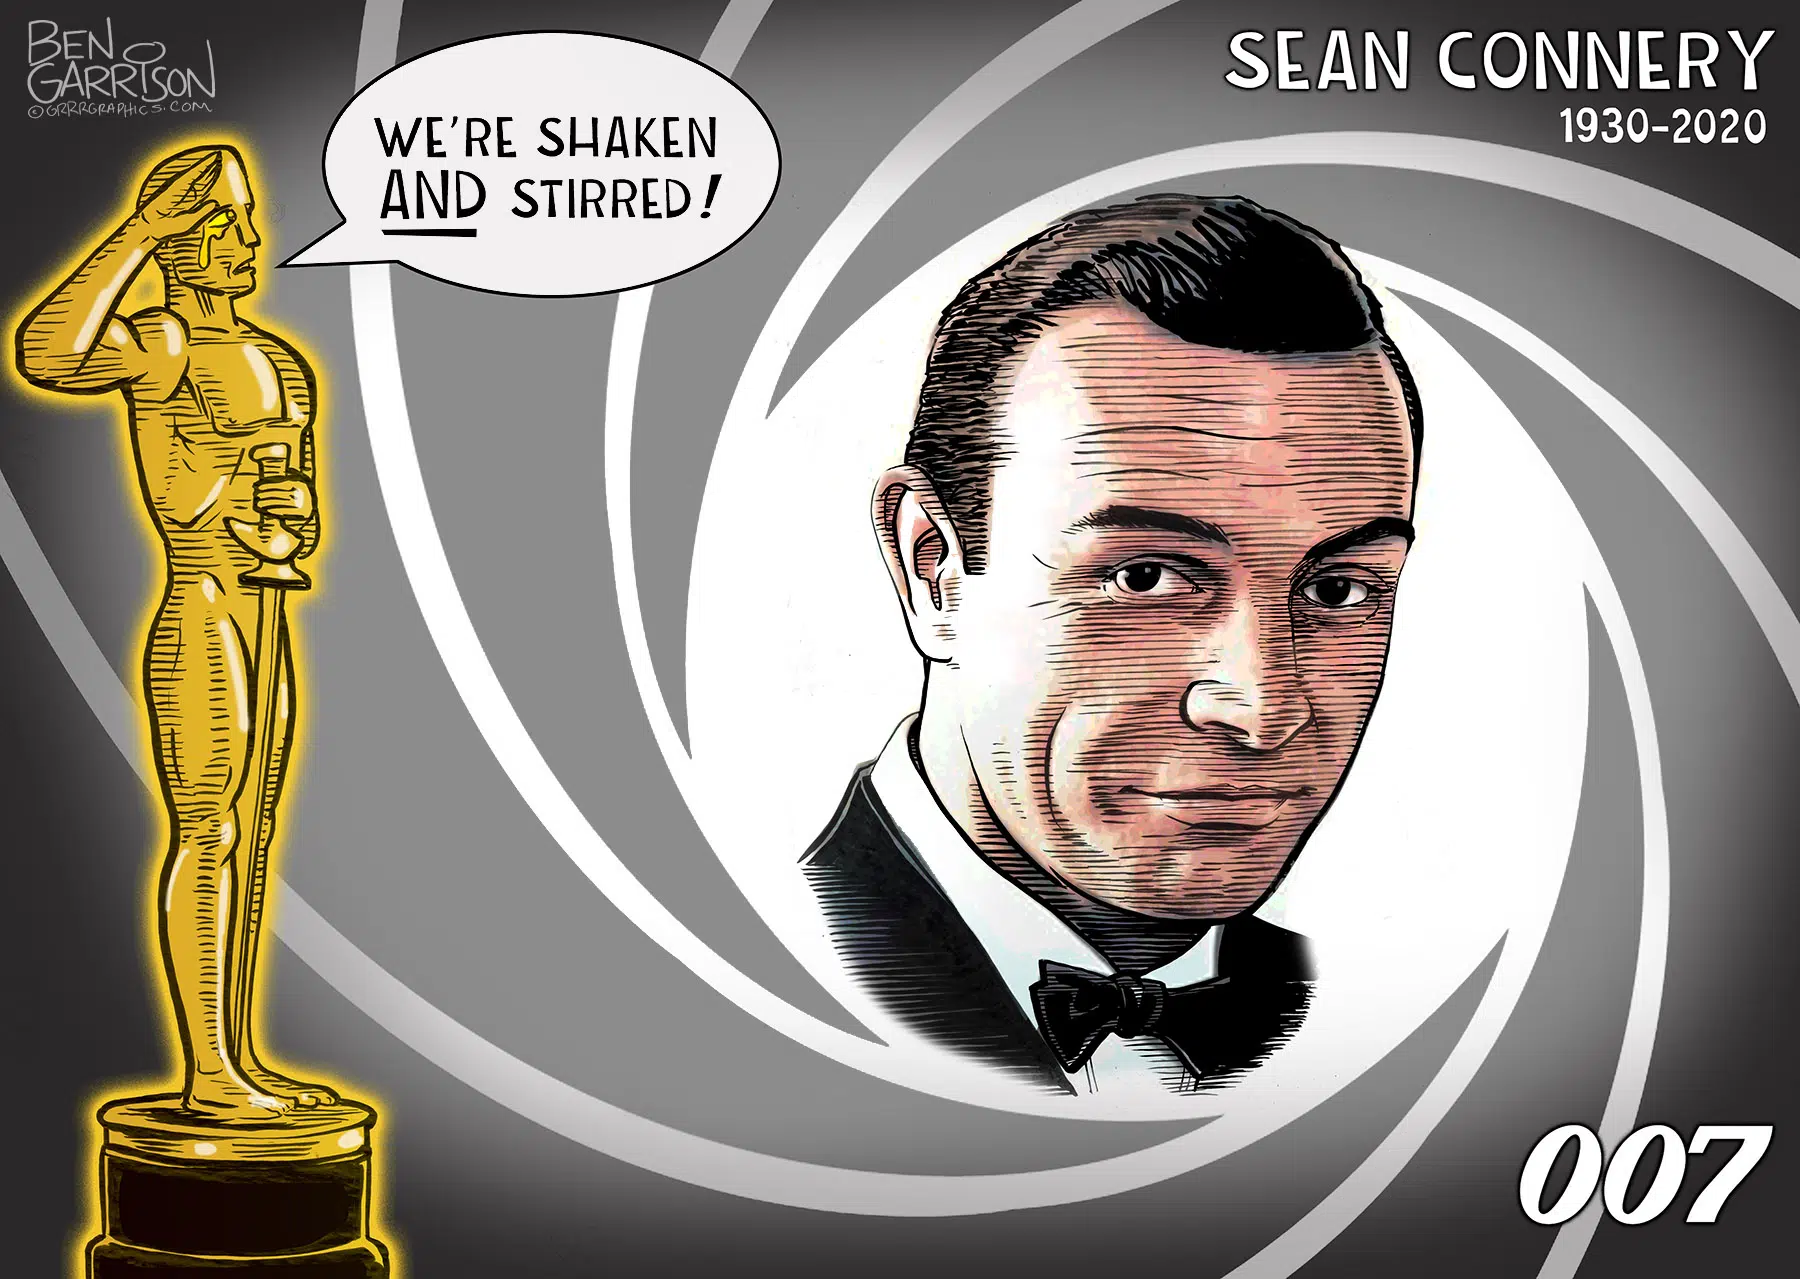 BEN
GARRISON
©GRRRGRAPHICS.COM
WE'RE SHAKEN
AND STIRRED!
SEAN CONNERY
1930-2020
007